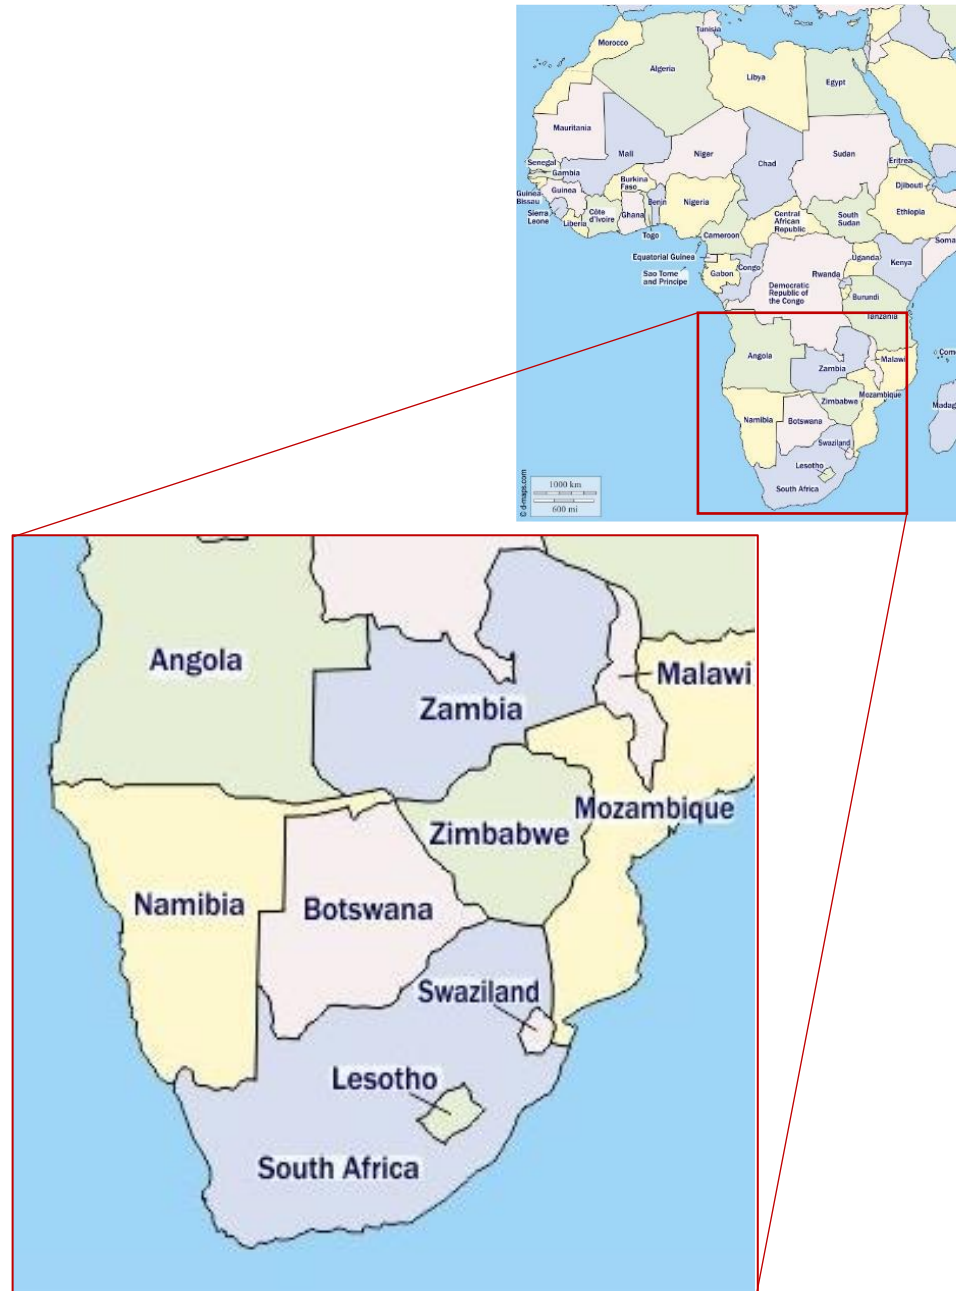 Tunisia
Morocco
Algeria
Libya
Egypt
Mauritania
Mali
Niger
Chad
Sudan
Eritrea
Senegal
Gambia
Djibouti
Burkina
Faso
Guinea
Guinea
Bissau
Benin
Nigeria
Ethiopia
Sierra
Leone
Côte
d'Ivoire
Ghana
Central
African
Republic
South
Sudan
Liberia
Togo
Cameroon
Soma
Equatorial Guinea
Uganda
Kenya
Congo
Gabon
Rwanda
Sao Tome
and Principe
Democratic
Republic of
the Congo
Burundi
Tanzania
Angola
Malawi
Como
Zambia
Mozambique
Zimbabwe
Madag
Namibia
Botswana
Swaziland
Lesotho
South Africa
1000 km
600 mi
© d-maps.com
Angola
Malawi
Zambia
Mozambique
Zimbabwe
Namibia
Botswana
Swaziland
Lesotho
South Africa